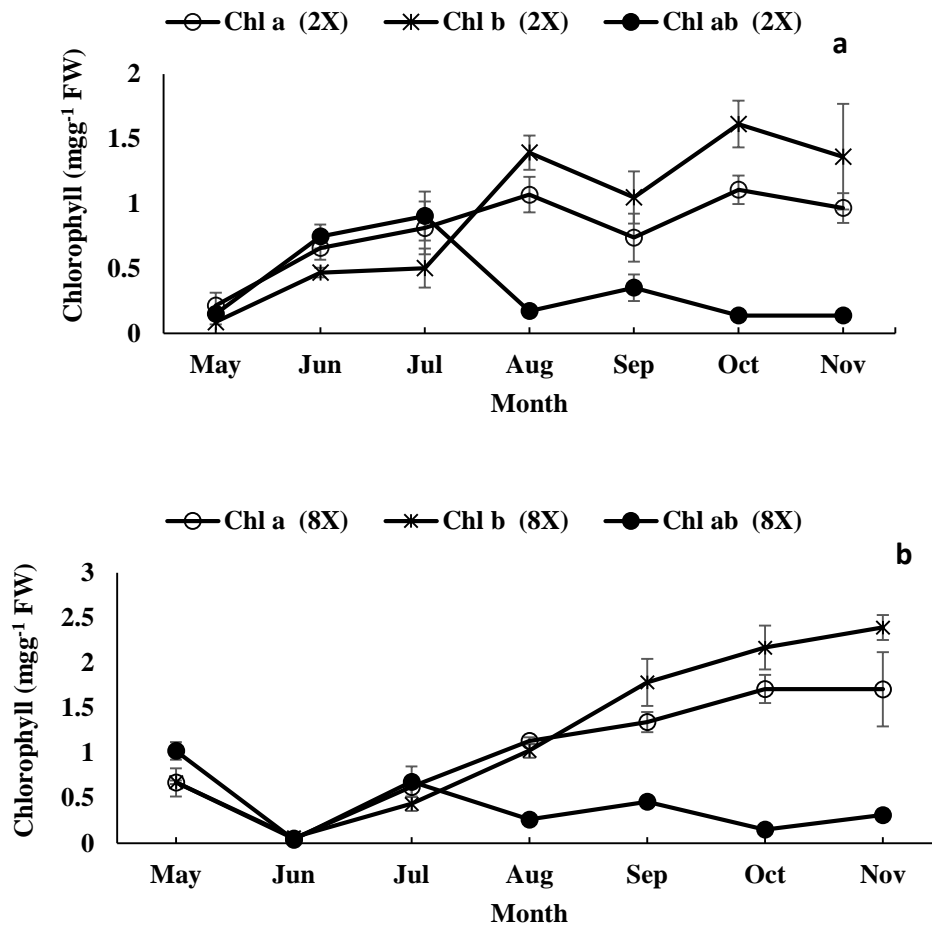 Chl a (2X) Chl b (2X) Chl ab (2X)
a
Chlorophyll (mgg⁻¹ FW)
2
1.5
1
0.5
0
May Jun Jul Aug Sep Oct Nov
Month
Chl a (8X) Chl b (8X) Chl ab (8X)
b
Chlorophyll (mgg⁻¹ FW)
3
2.5
2
1.5
1
0.5
0
May Jun Jul Aug Sep Oct Nov
Month